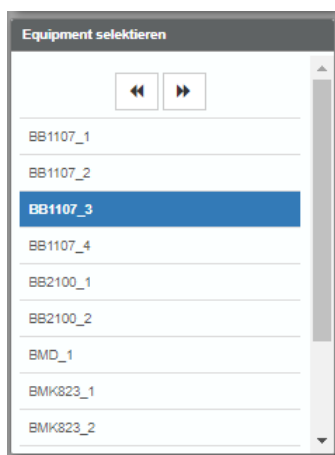 Equipment selektieren
BB1107_1
BB1107_2
BB1107_3
BB1107_4
BB2100_1
BB2100_2
BMD_1
BMK823_1
BMK823_2